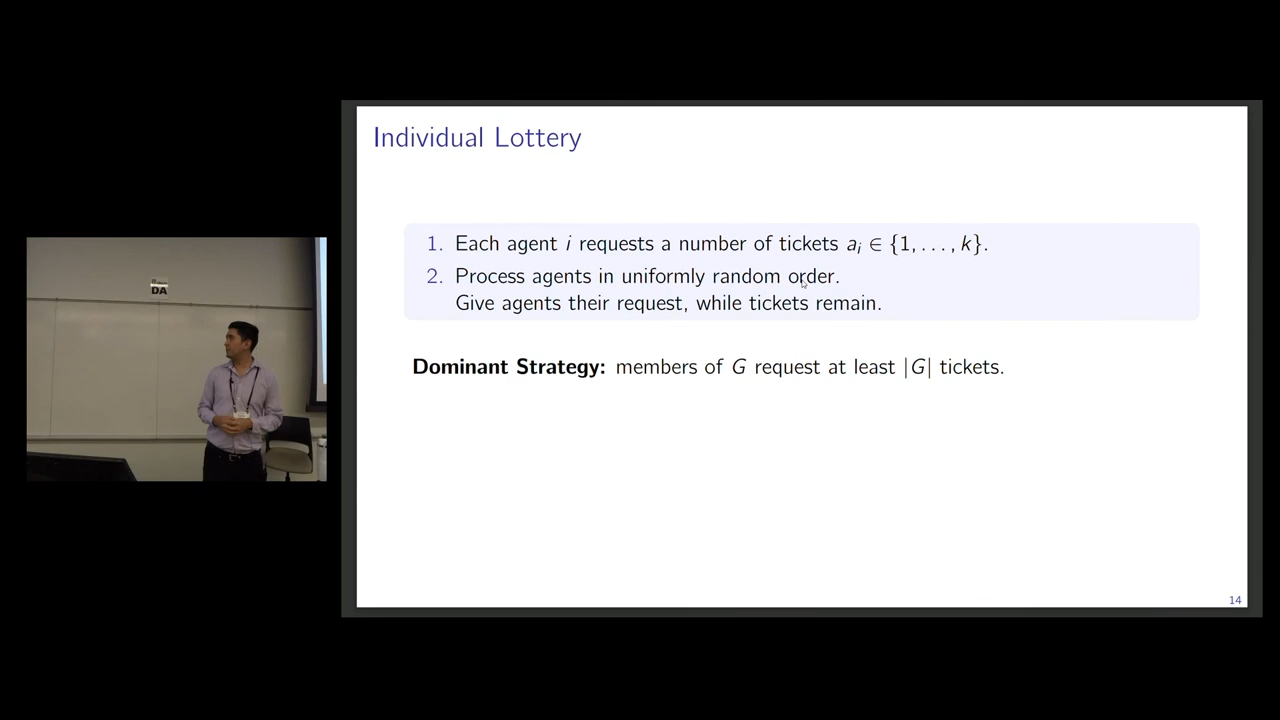 Individual Lottery
1. Each agent i requests a number of tickets aᵢ ∈ {1, . . . , k}.
2. Process agents in uniformly random order.
Give agents their request, while tickets remain.
Dominant Strategy: members of G request at least |G| tickets.
14
DA